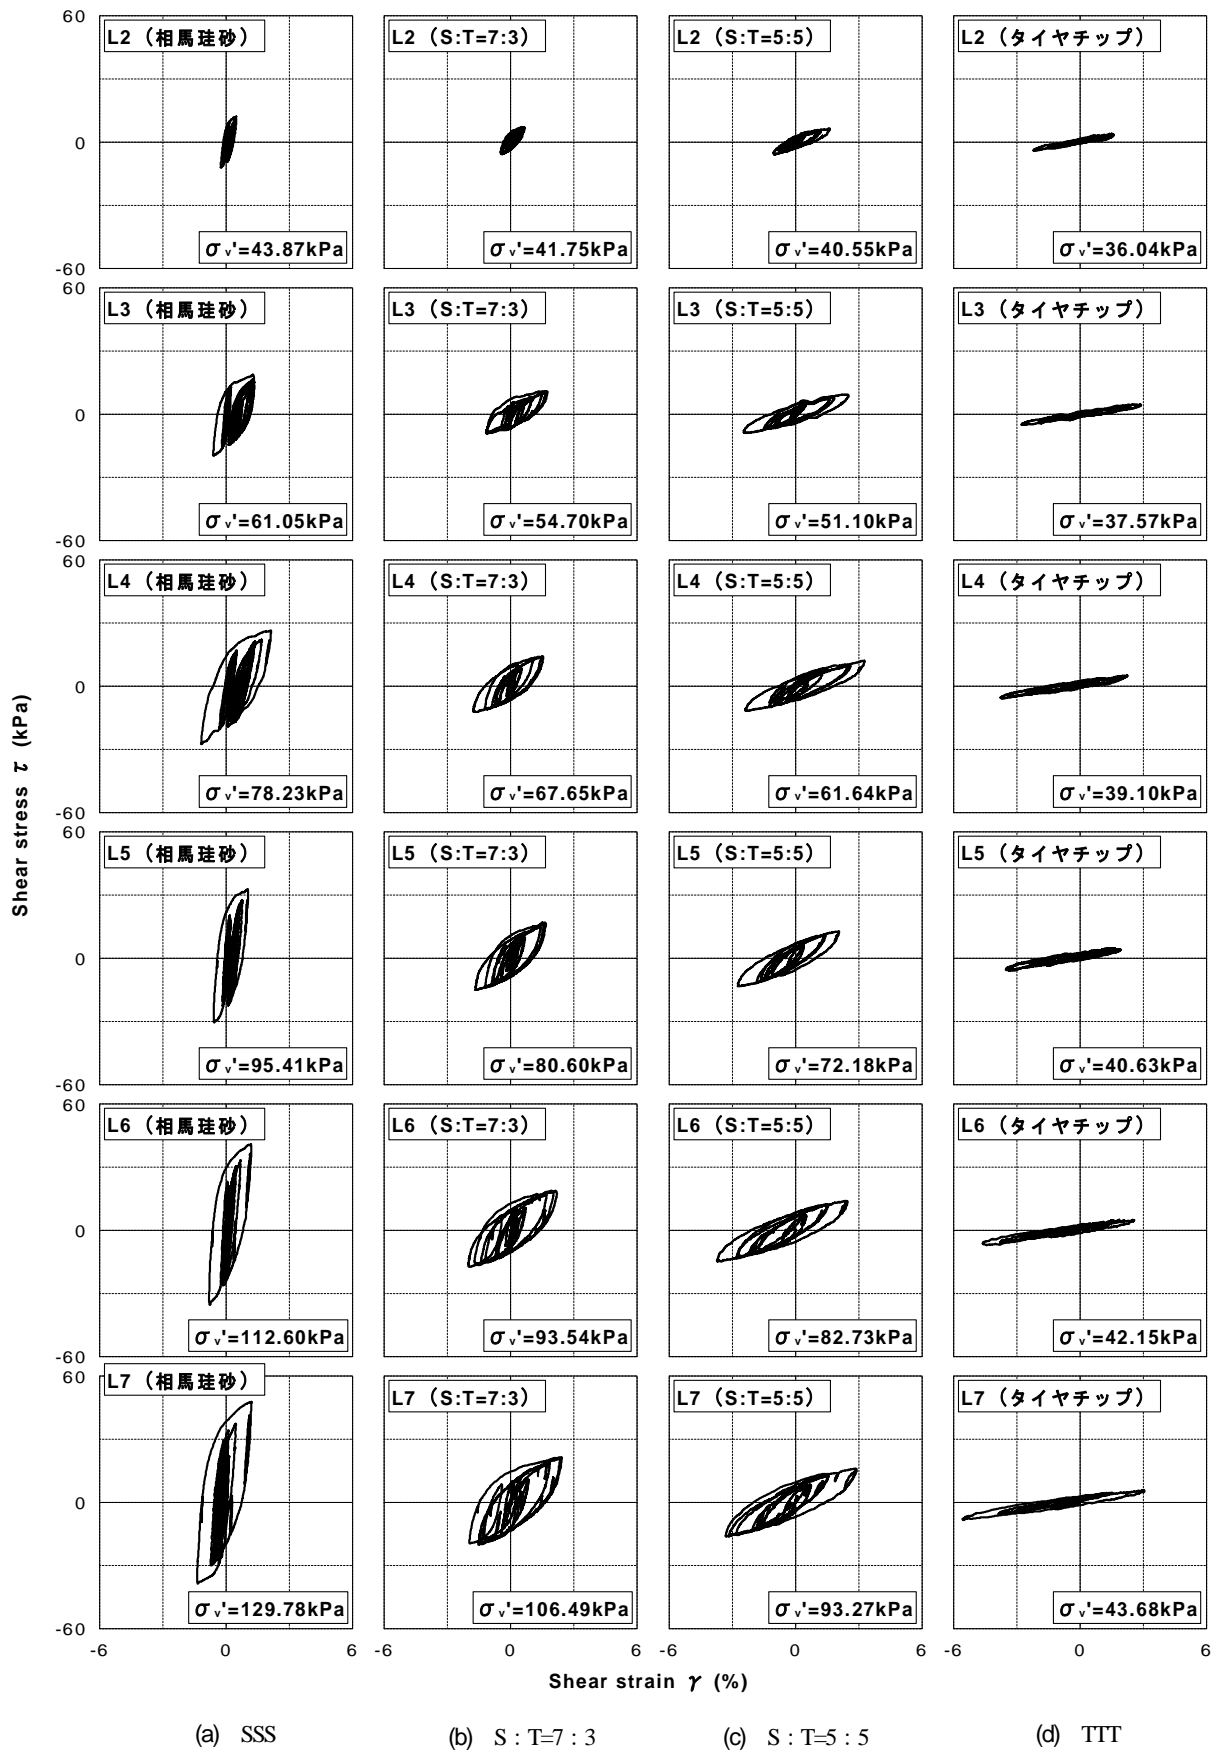 60
L2（相馬珪砂）
L2（S:T=7:3）
L2（S:T=5:5）
L2（タイヤチップ）
0
σv'=43.87kPa
σv'=41.75kPa
σv'=40.55kPa
σv'=36.04kPa
-60
60
L3（相馬珪砂）
L3（S:T=7:3）
L3（S:T=5:5）
L3（タイヤチップ）
0
σv'=61.05kPa
σv'=54.70kPa
σv'=51.10kPa
σv'=37.57kPa
-60
60
L4（相馬珪砂）
L4（S:T=7:3）
L4（S:T=5:5）
L4（タイヤチップ）
0
σv'=78.23kPa
σv'=67.65kPa
σv'=61.64kPa
σv'=39.10kPa
-60
Shear stress τ (kPa)
60
L5（相馬珪砂）
L5（S:T=7:3）
L5（S:T=5:5）
L5（タイヤチップ）
0
σv'=95.41kPa
σv'=80.60kPa
σv'=72.18kPa
σv'=40.63kPa
-60
60
L6（相馬珪砂）
L6（S:T=7:3）
L6（S:T=5:5）
L6（タイヤチップ）
0
σv'=112.60kPa
σv'=93.54kPa
σv'=82.73kPa
σv'=42.15kPa
-60
60
L7（相馬珪砂）
L7（S:T=7:3）
L7（S:T=5:5）
L7（タイヤチップ）
0
σv'=129.78kPa
σv'=106.49kPa
σv'=93.27kPa
σv'=43.68kPa
-60
-6 0 6
-6 0 6
-6 0 6
-6 0 6
Shear strain γ (%)
(a) SSS
(b) S : T=7 : 3
(c) S : T=5 : 5
(d) TTT